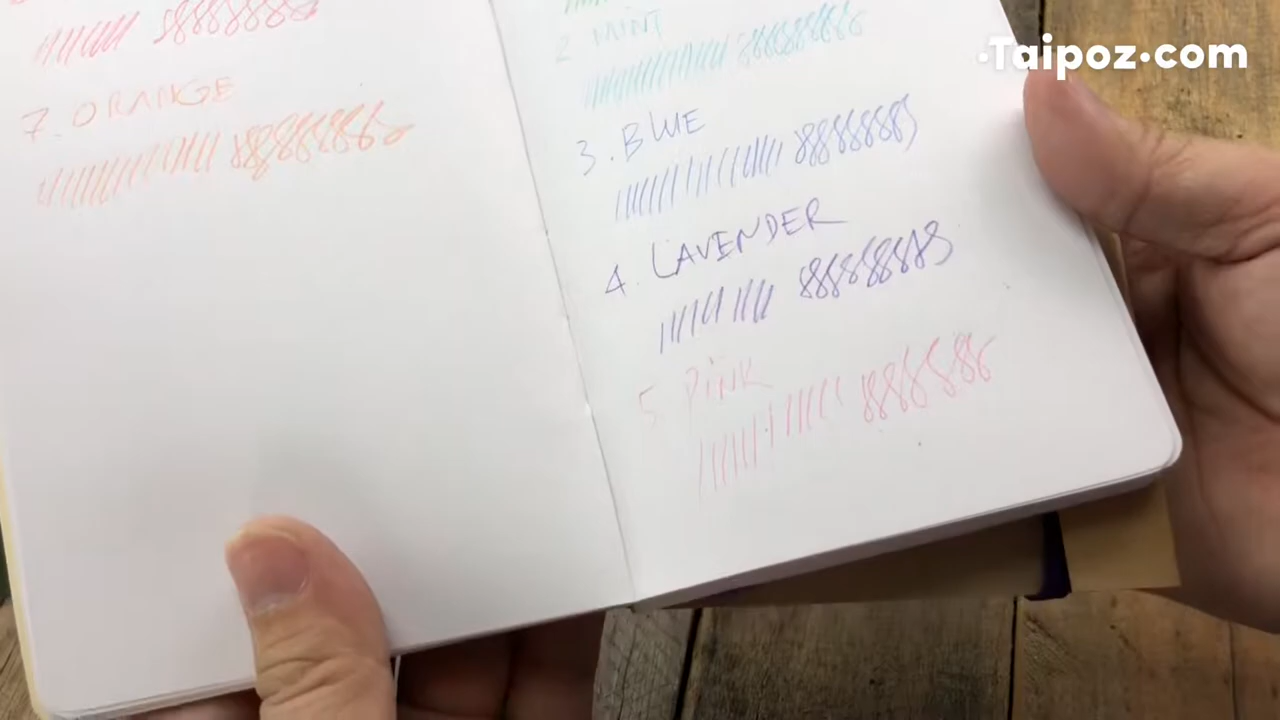 7. ORANGE
2 MINT
3. BLUE
4. LAVENDER
5. PINK
·Taipoz·com